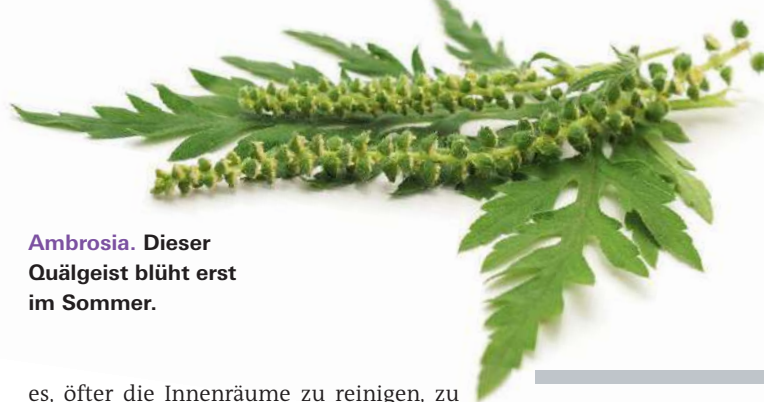 Ambrosia. Dieser
Quälgeist blüht erst
im Sommer.
es, öfter die Innenräume zu reinigen, zu